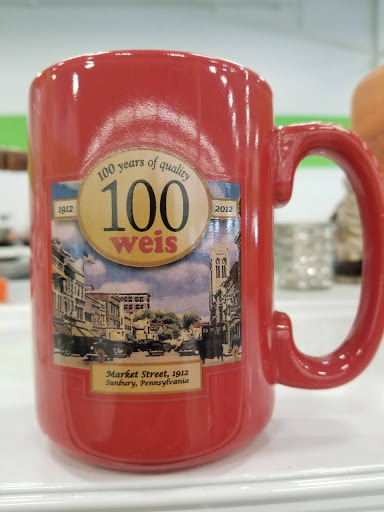 100 years of quality
1912 100 2012
weis
Market Street, 1912
Sunbury, Pennsylvania